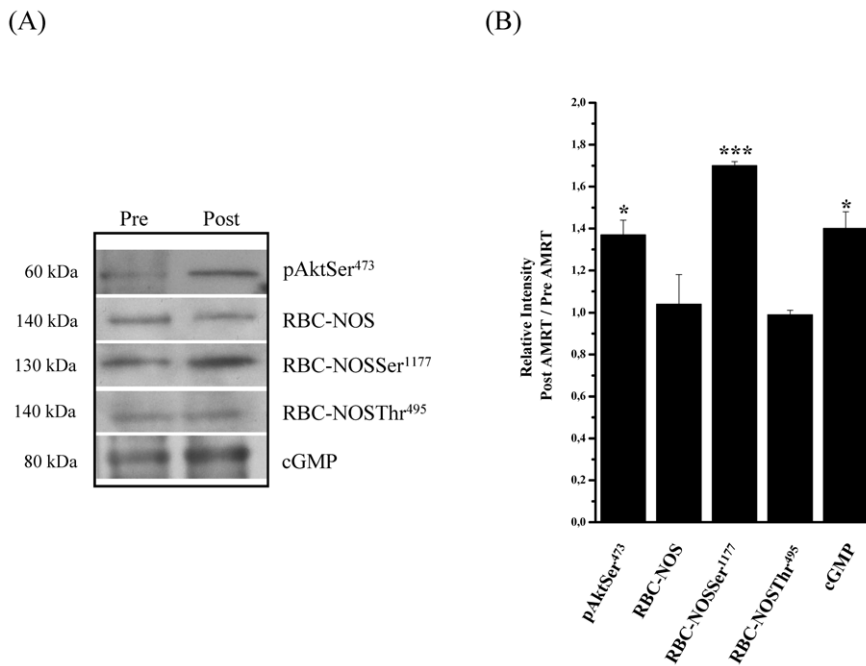 (A)
Pre Post
60 kDa pAktSer⁴⁷³
140 kDa RBC-NOS
130 kDa RBC-NOSSer¹¹⁷⁷
140 kDa RBC-NOSThr⁴⁹⁵
80 kDa cGMP
(B)
Relative Intensity
Post AMRT / Pre AMRT
2,0
1,8
1,6
1,4
1,2
1,0
0,8
0,6
0,4
0,2
0,0
*
***
*
pAktSer⁴⁷³
RBC-NOS
RBC-NOSSer¹¹⁷⁷
RBC-NOSThr⁴⁹⁵
cGMP